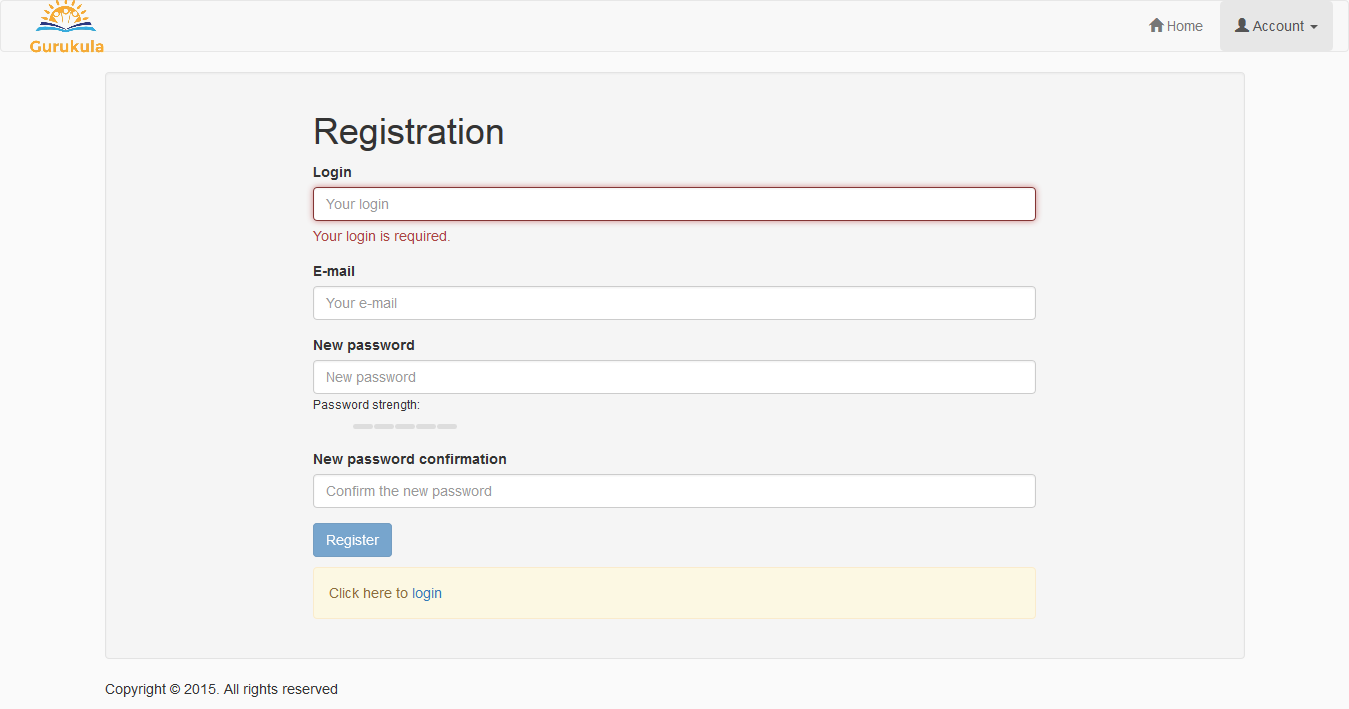 Gurukula
Home
Account
Registration
Login
Your login
Your login is required.
E-mail
Your e-mail
New password
New password
Password strength:
New password confirmation
Confirm the new password
Register
Click here to login
Copyright © 2015. All rights reserved